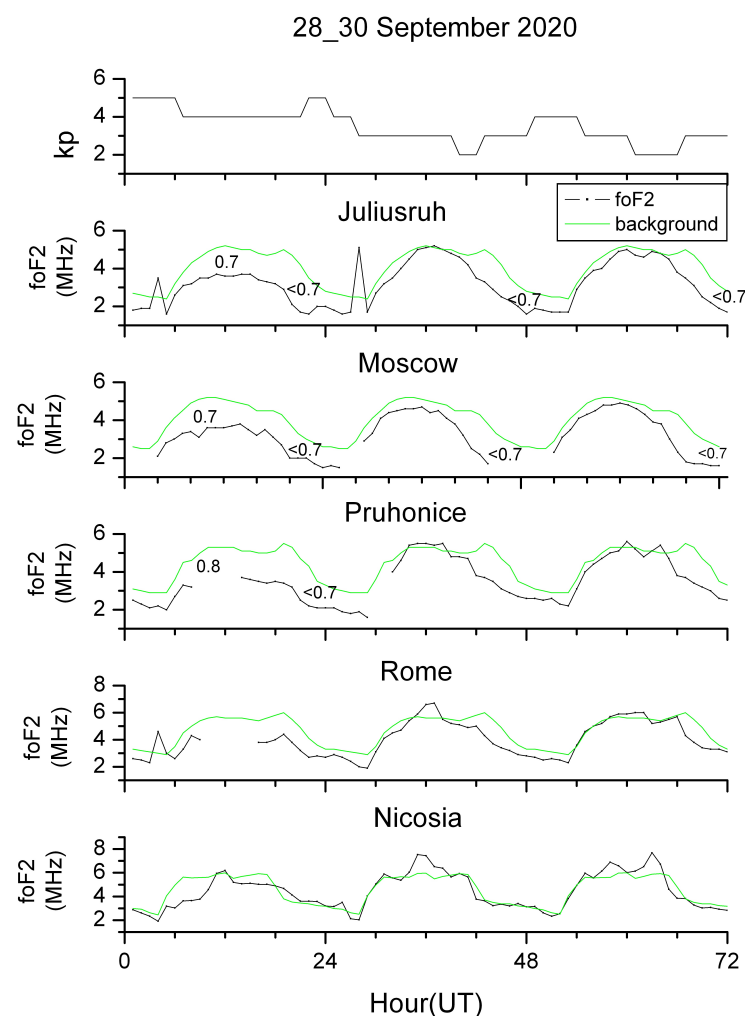 28_30 September 2020
6
4
2
kp
foF2
background
Juliusruh
foF2
(MHz)
6
4
2
0.7
<0.7
<0.7
<0.7
Moscow
foF2
(MHz)
6
4
2
0.7
<0.7
<0.7
<0.7
Pruhonice
foF2
(MHz)
6
4
2
0.8
<0.7
Rome
foF2
(MHz)
8
6
4
2
Nicosia
foF2
(MHz)
8
6
4
2
0 24 48 72
Hour(UT)